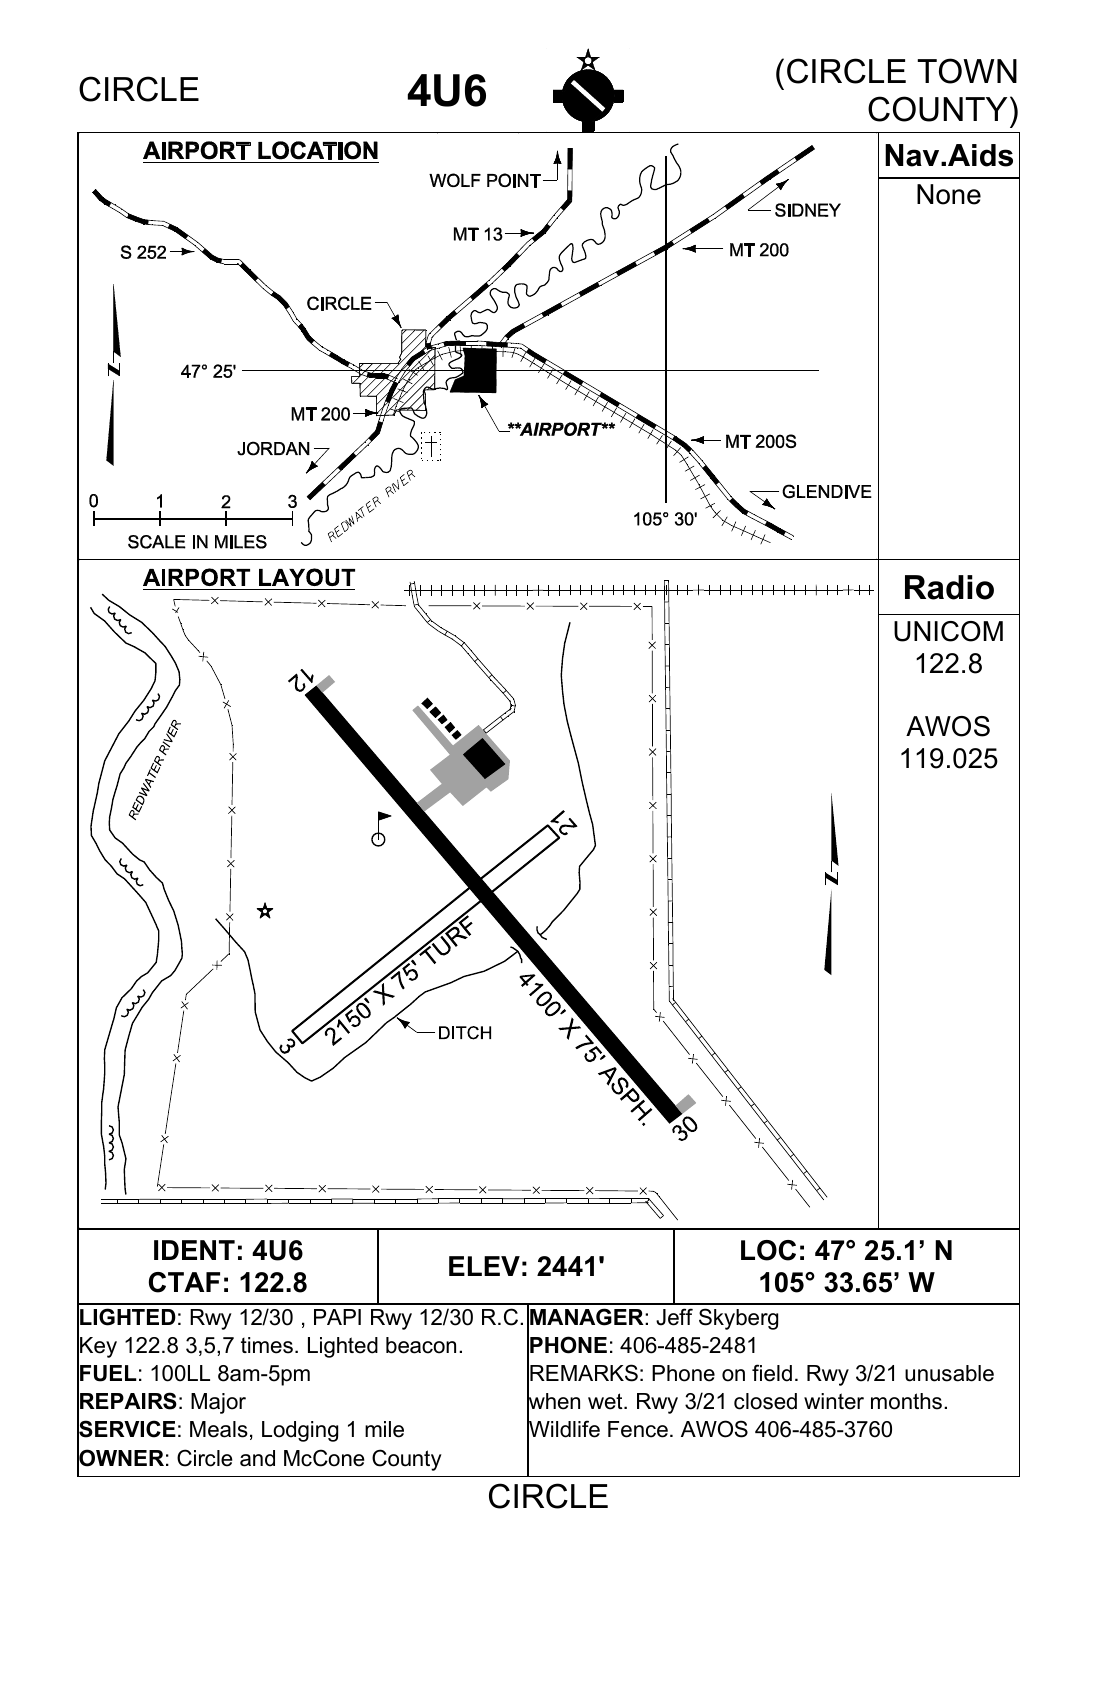 CIRCLE
4U6
(CIRCLE TOWN
COUNTY)
AIRPORT LOCATION
Nav.Aids
None
WOLF POINT
SIDNEY
MT 13
S 252
MT 200
CIRCLE
N
47° 25'
MT 200
**AIRPORT**
JORDAN
MT 200S
GLENDIVE
0 1 2 3
REDWATER RIVER
105° 30'
SCALE IN MILES
AIRPORT LAYOUT
Radio
UNICOM
122.8
AWOS
119.025
12
REDWATER RIVER
21
N
2150' X 75' TURF
4100' X 75' ASPH.
DITCH
3
30
IDENT: 4U6
CTAF: 122.8
ELEV: 2441'
LOC: 47° 25.1’ N
105° 33.65’ W
LIGHTED: Rwy 12/30 , PAPI Rwy 12/30 R.C.
Key 122.8 3,5,7 times. Lighted beacon.
FUEL: 100LL 8am-5pm
REPAIRS: Major
SERVICE: Meals, Lodging 1 mile
OWNER: Circle and McCone County
MANAGER: Jeff Skyberg
PHONE: 406-485-2481
REMARKS: Phone on field. Rwy 3/21 unusable
when wet. Rwy 3/21 closed winter months.
Wildlife Fence. AWOS 406-485-3760
CIRCLE